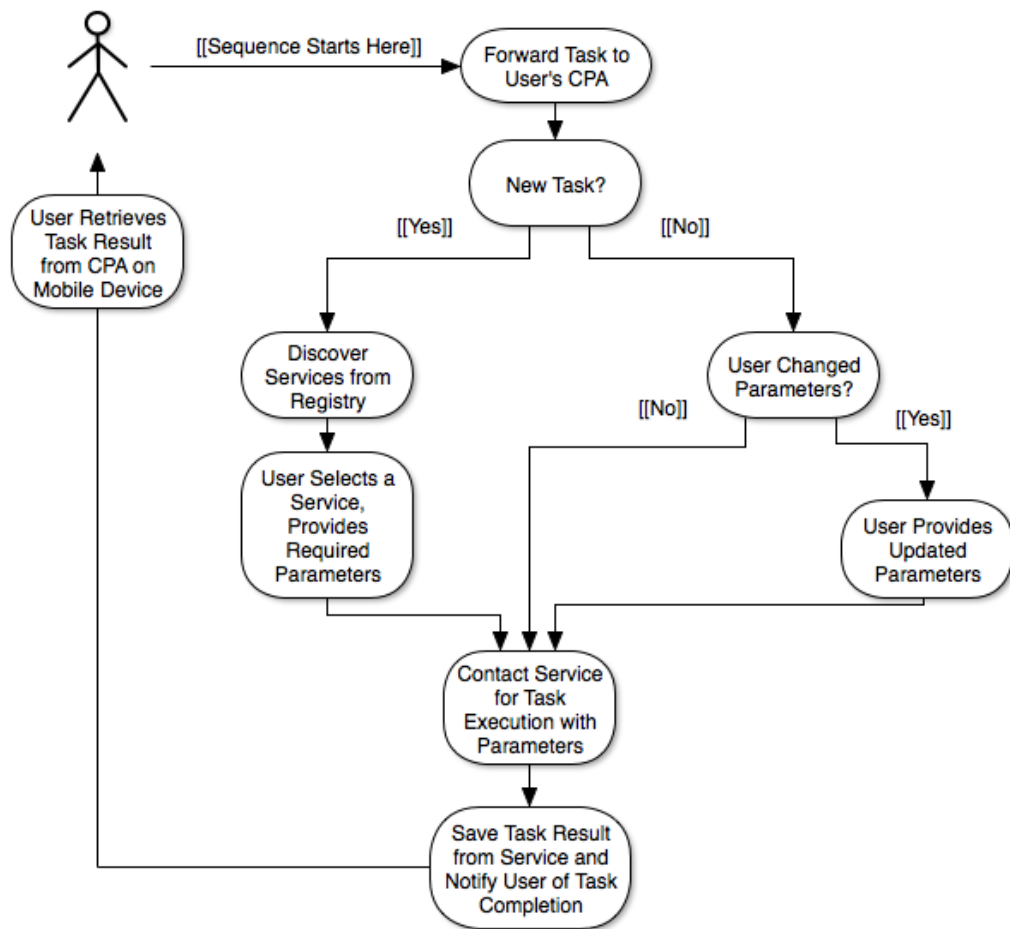 [[Sequence Starts Here]]
Forward Task to
User's CPA
New Task?
[[Yes]]
[[No]]
User Retrieves
Task Result
from CPA on
Mobile Device
Discover
Services from
Registry
User Changed
Parameters?
[[No]]
[[Yes]]
User Selects a
Service,
Provides
Required
Parameters
User Provides
Updated
Parameters
Contact Service
for Task
Execution with
Parameters
Save Task Result
from Service and
Notify User of Task
Completion